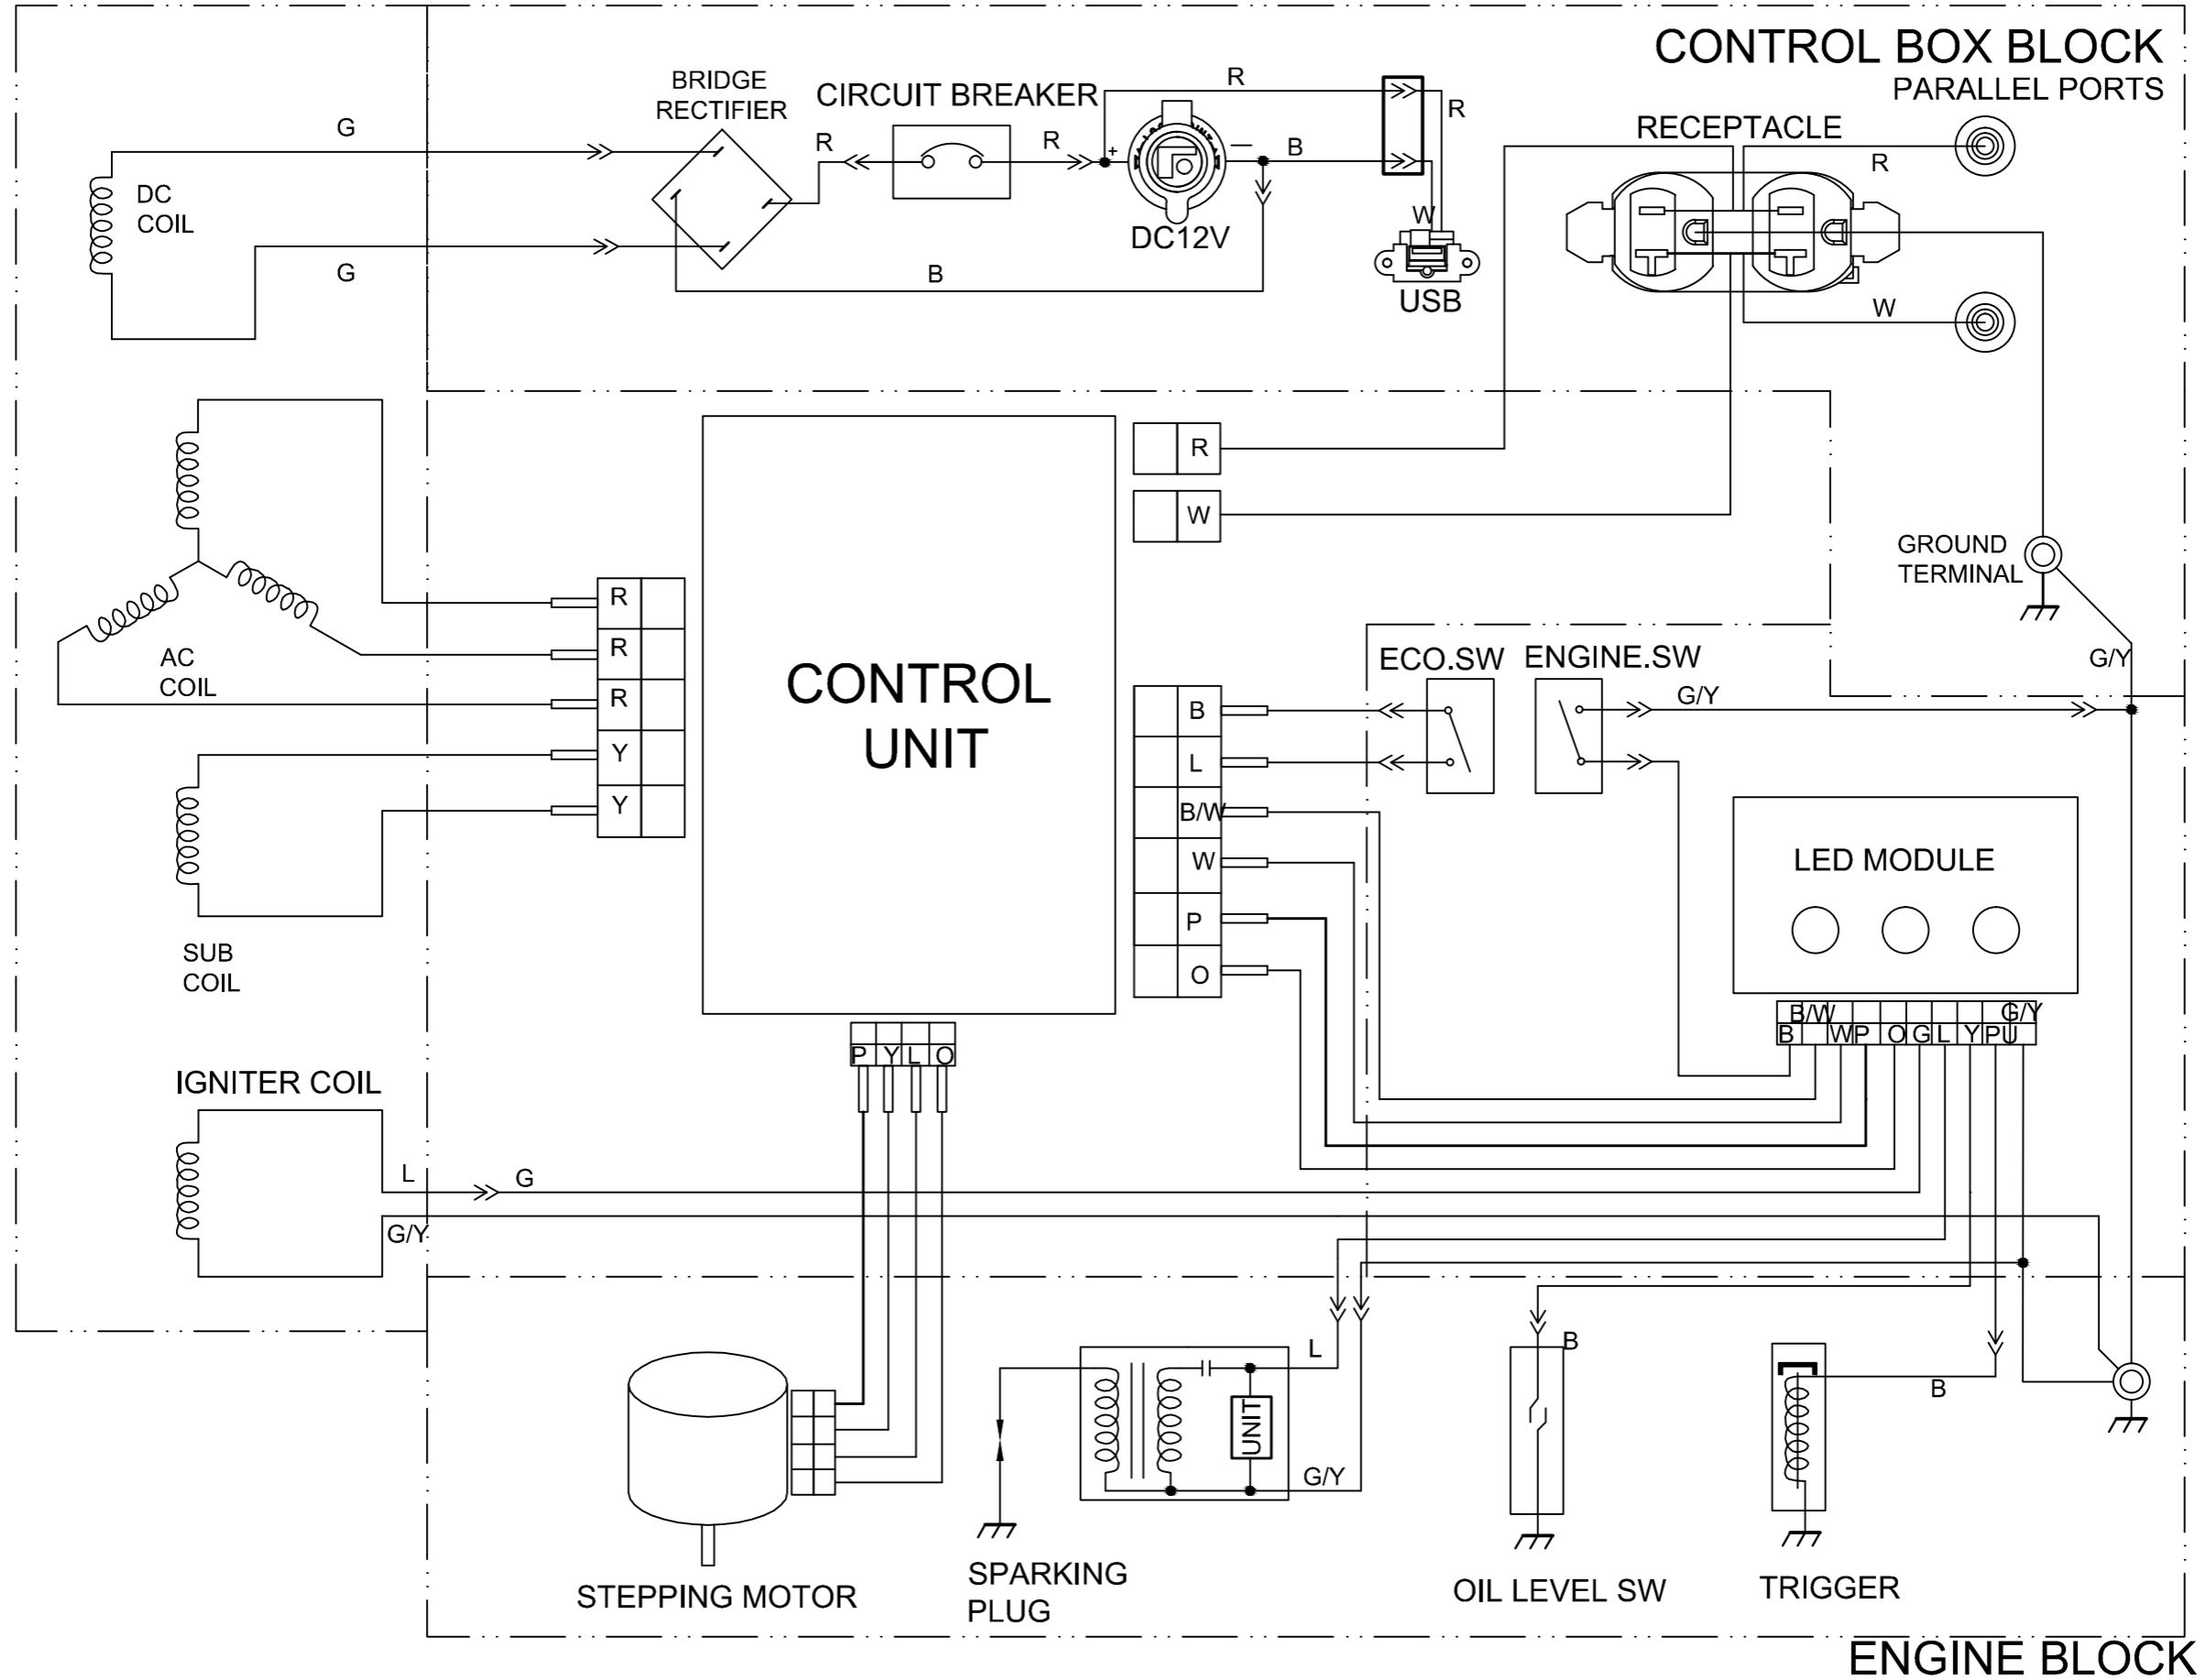 CONTROL BOX BLOCK
PARALLEL PORTS
BRIDGE
RECTIFIER
CIRCUIT BREAKER
R
RECEPTACLE
G
R
R
+
—
B
R
R
DC
COIL
W
DC12V
G
B
USB
W
R
W
GROUND
TERMINAL
R
R
R
Y
Y
AC
COIL
CONTROL
UNIT
ECO.SW
ENGINE.SW
G/Y
G/Y
B
L
B/W
W
P
O
LED MODULE
SUB
COIL
B/W
G/Y
B
W
P
O
G
L
Y
PU
P
Y
L
O
IGNITER COIL
L
G
G/Y
L
B
UNIT
B
G/Y
STEPPING MOTOR
SPARKING
PLUG
OIL LEVEL SW
TRIGGER
ENGINE BLOCK